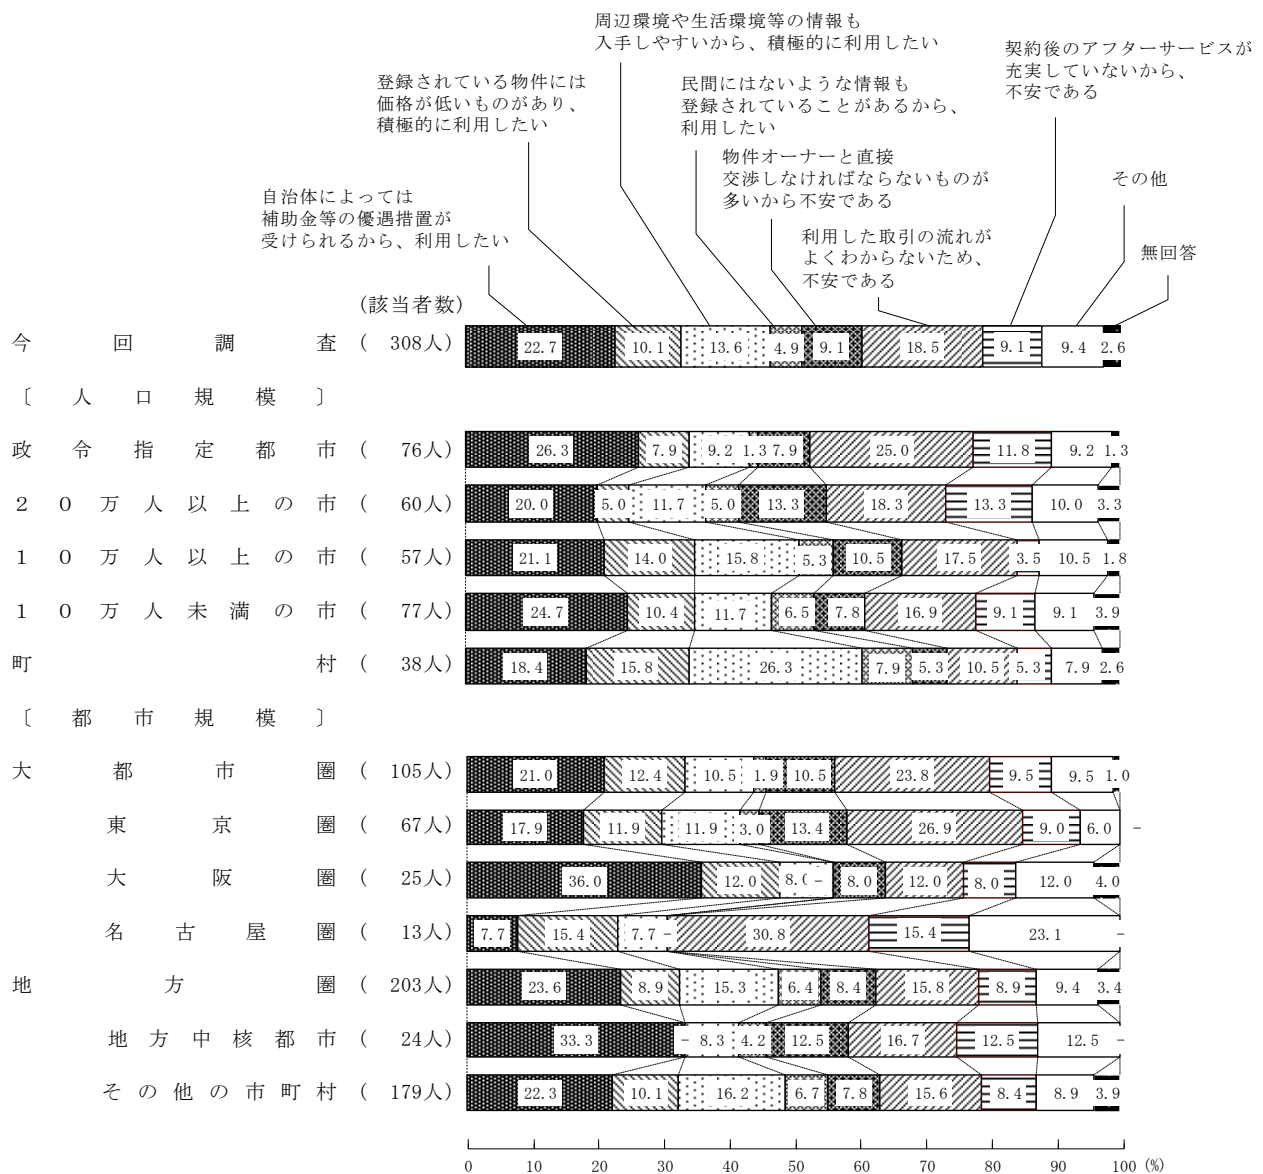 周辺環境や生活環境等の情報も
入手しやすいから、積極的に利用したい
契約後のアフターサービスが
充実していないから、
不安である
登録されている物件には
価格が低いものがあり、
積極的に利用したい
民間にはないような情報も
登録されていることがあるから、
利用したい
物件オーナーと直接
交渉しなければならないものが
多いから不安である
その他
自治体によっては
補助金等の優遇措置が
受けられるから、利用したい
利用した取引の流れが
よくわからないため、
不安である
無回答
(該当者数)
今回調査 ( 308人) 22.7 10.1 13.6 4.9 9.1 18.5 9.1 9.4 2.6
〔人口規模〕
政令指定都市 ( 76人) 26.3 7.9 9.2 1.3 7.9 25.0 11.8 9.2 1.3
２０万人以上の市 ( 60人) 20.0 5.0 11.7 5.0 13.3 18.3 13.3 10.0 3.3
１０万人以上の市 ( 57人) 21.1 14.0 15.8 5.3 10.5 17.5 3.5 10.5 1.8
１０万人未満の市 ( 77人) 24.7 10.4 11.7 6.5 7.8 16.9 9.1 9.1 3.9
町村 ( 38人) 18.4 15.8 26.3 7.9 5.3 10.5 5.3 7.9 2.6
〔都市規模〕
大都市圏 ( 105人) 21.0 12.4 10.5 1.9 10.5 23.8 9.5 9.5 1.0
東京圏 ( 67人) 17.9 11.9 11.9 3.0 13.4 26.9 9.0 6.0 －
大阪圏 ( 25人) 36.0 12.0 8.0 － 8.0 12.0 8.0 12.0 4.0
名古屋圏 ( 13人) 7.7 15.4 7.7 － 30.8 15.4 23.1 －
地方圏 ( 203人) 23.6 8.9 15.3 6.4 8.4 15.8 8.9 9.4 3.4
地方中核都市 ( 24人) 33.3 － 8.3 4.2 12.5 16.7 12.5 12.5 －
その他の市町村 ( 179人) 22.3 10.1 16.2 6.7 7.8 15.6 8.4 8.9 3.9
0 10 20 30 40 50 60 70 80 90 100 (%)